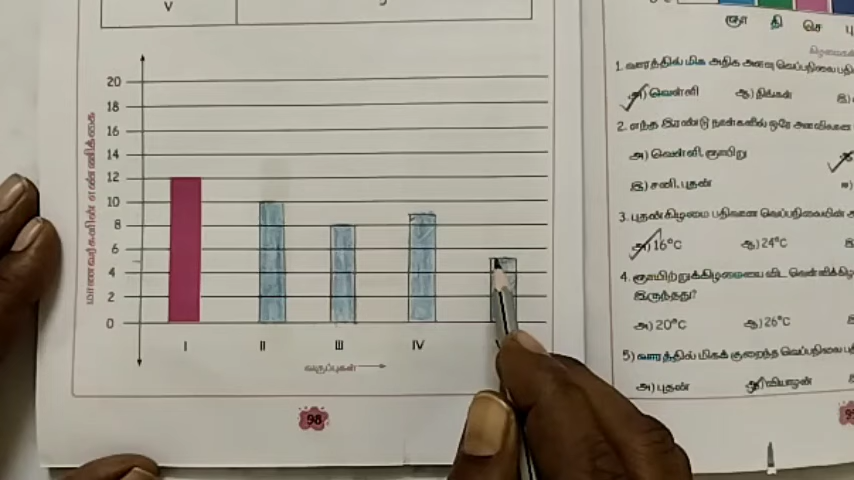 V
5
20
18
16
14
12
10
8
6
4
2
0
மாணவர்களின் எண்ணிக்கை
I
II
III
IV
வகுப்புகள்
98
ஞா தி செ
1. வாரத்தில் மிக அதிக அளவு வெப்பநிலை
அ) வெள்ளி ஆ) திங்கள் இ)
2. எந்த இரண்டு நாள்களில் ஒரே அளவிலான
அ) வெள்ளி, ஞாயிறு
இ) சனி, புதன்
3. புதன்கிழமை பதிவான வெப்பநிலையின்
அ) 16°C ஆ) 24°C
4. ஞாயிற்றுக்கிழமையை விட
இருந்தது?
அ) 20°C ஆ) 26°C
5) வாரத்தில் மிகக் குறைந்த வெப்பநிலை
அ) புதன் ஆ) வியாழன்